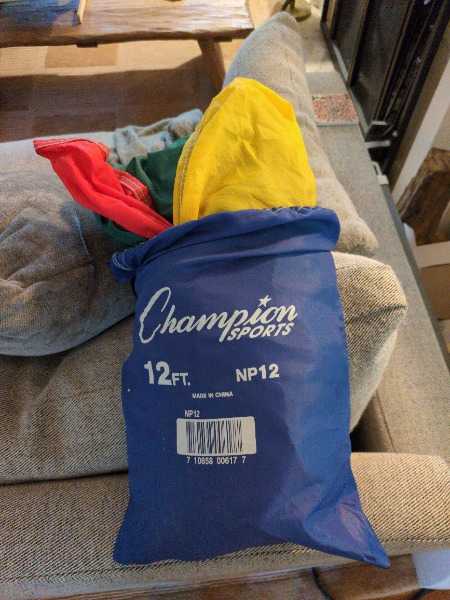 Champion
SPORTS
12FT. NP12
MADE IN CHINA
NP12
7 10858 00617 7